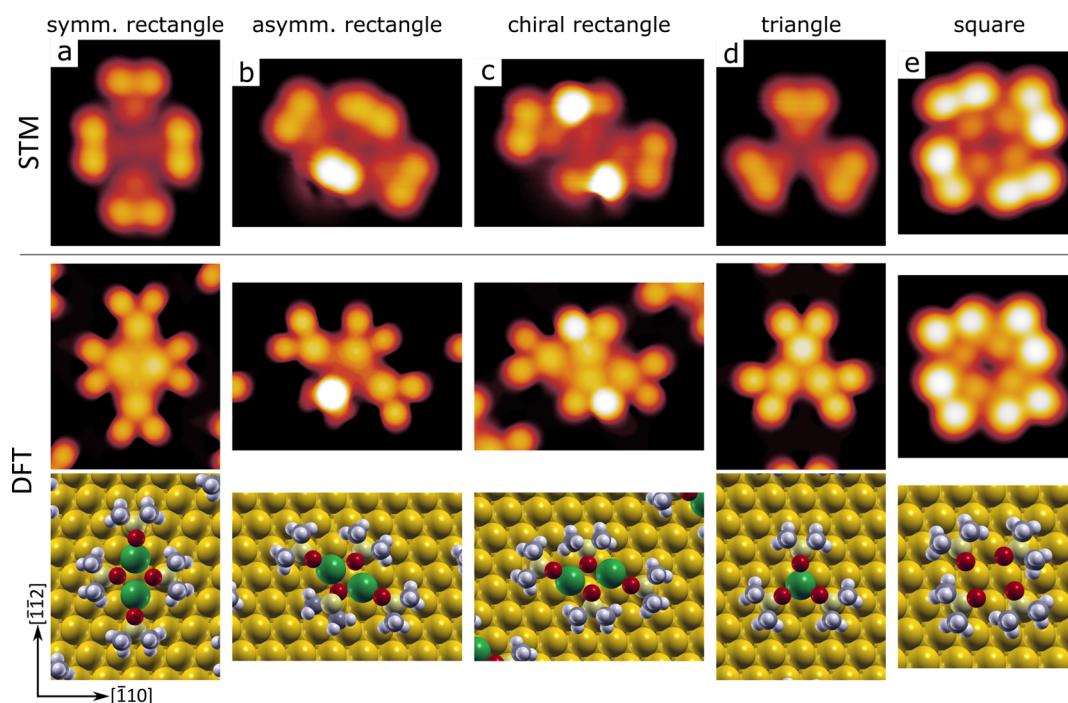 symm. rectangle asymm. rectangle chiral rectangle triangle square
a b c d e
STM
DFT
[1̄1̄2]
[1̄10]